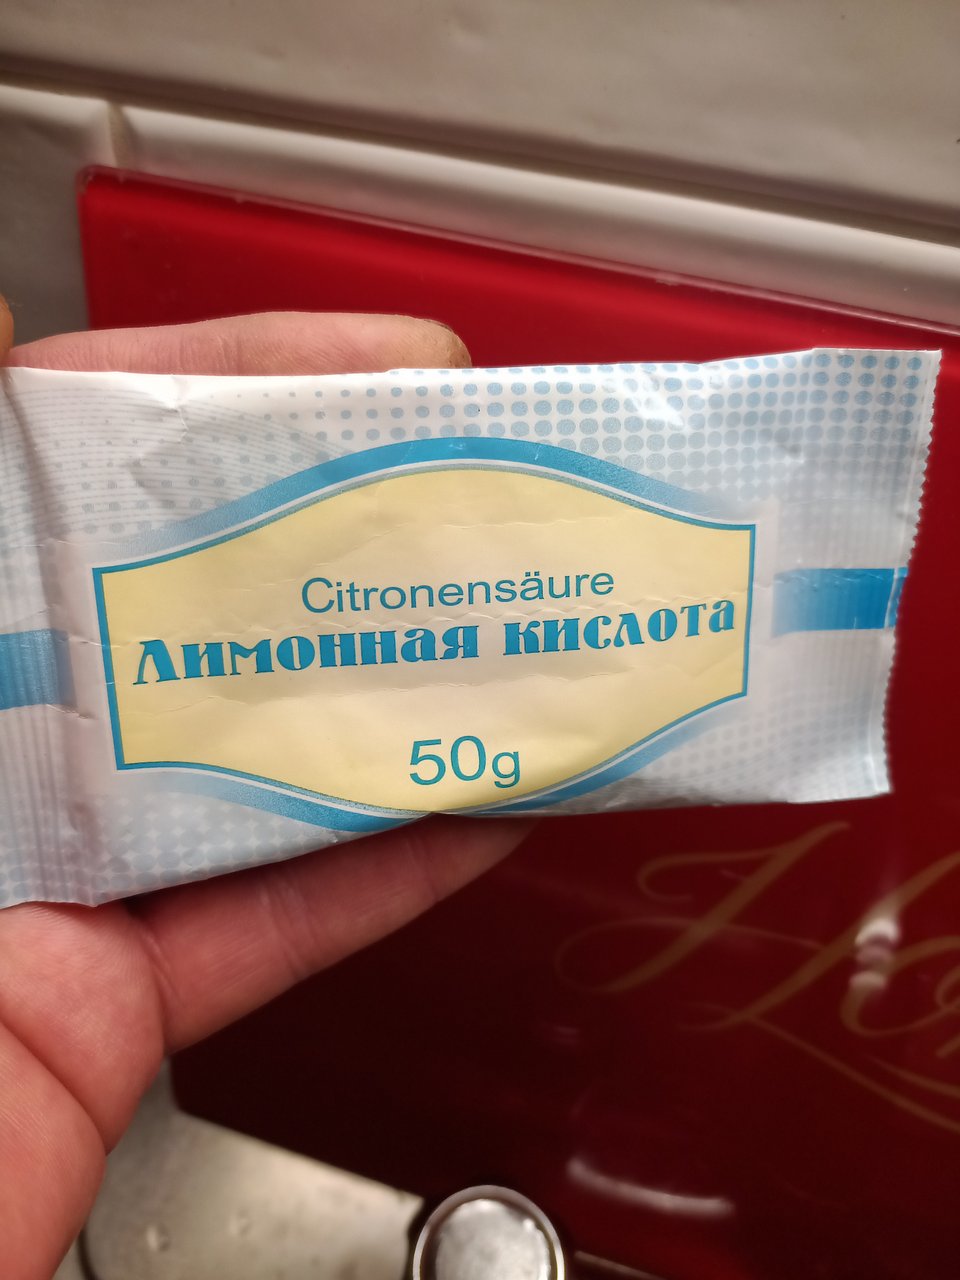 Citronensäure
Лимонная кислота
50g